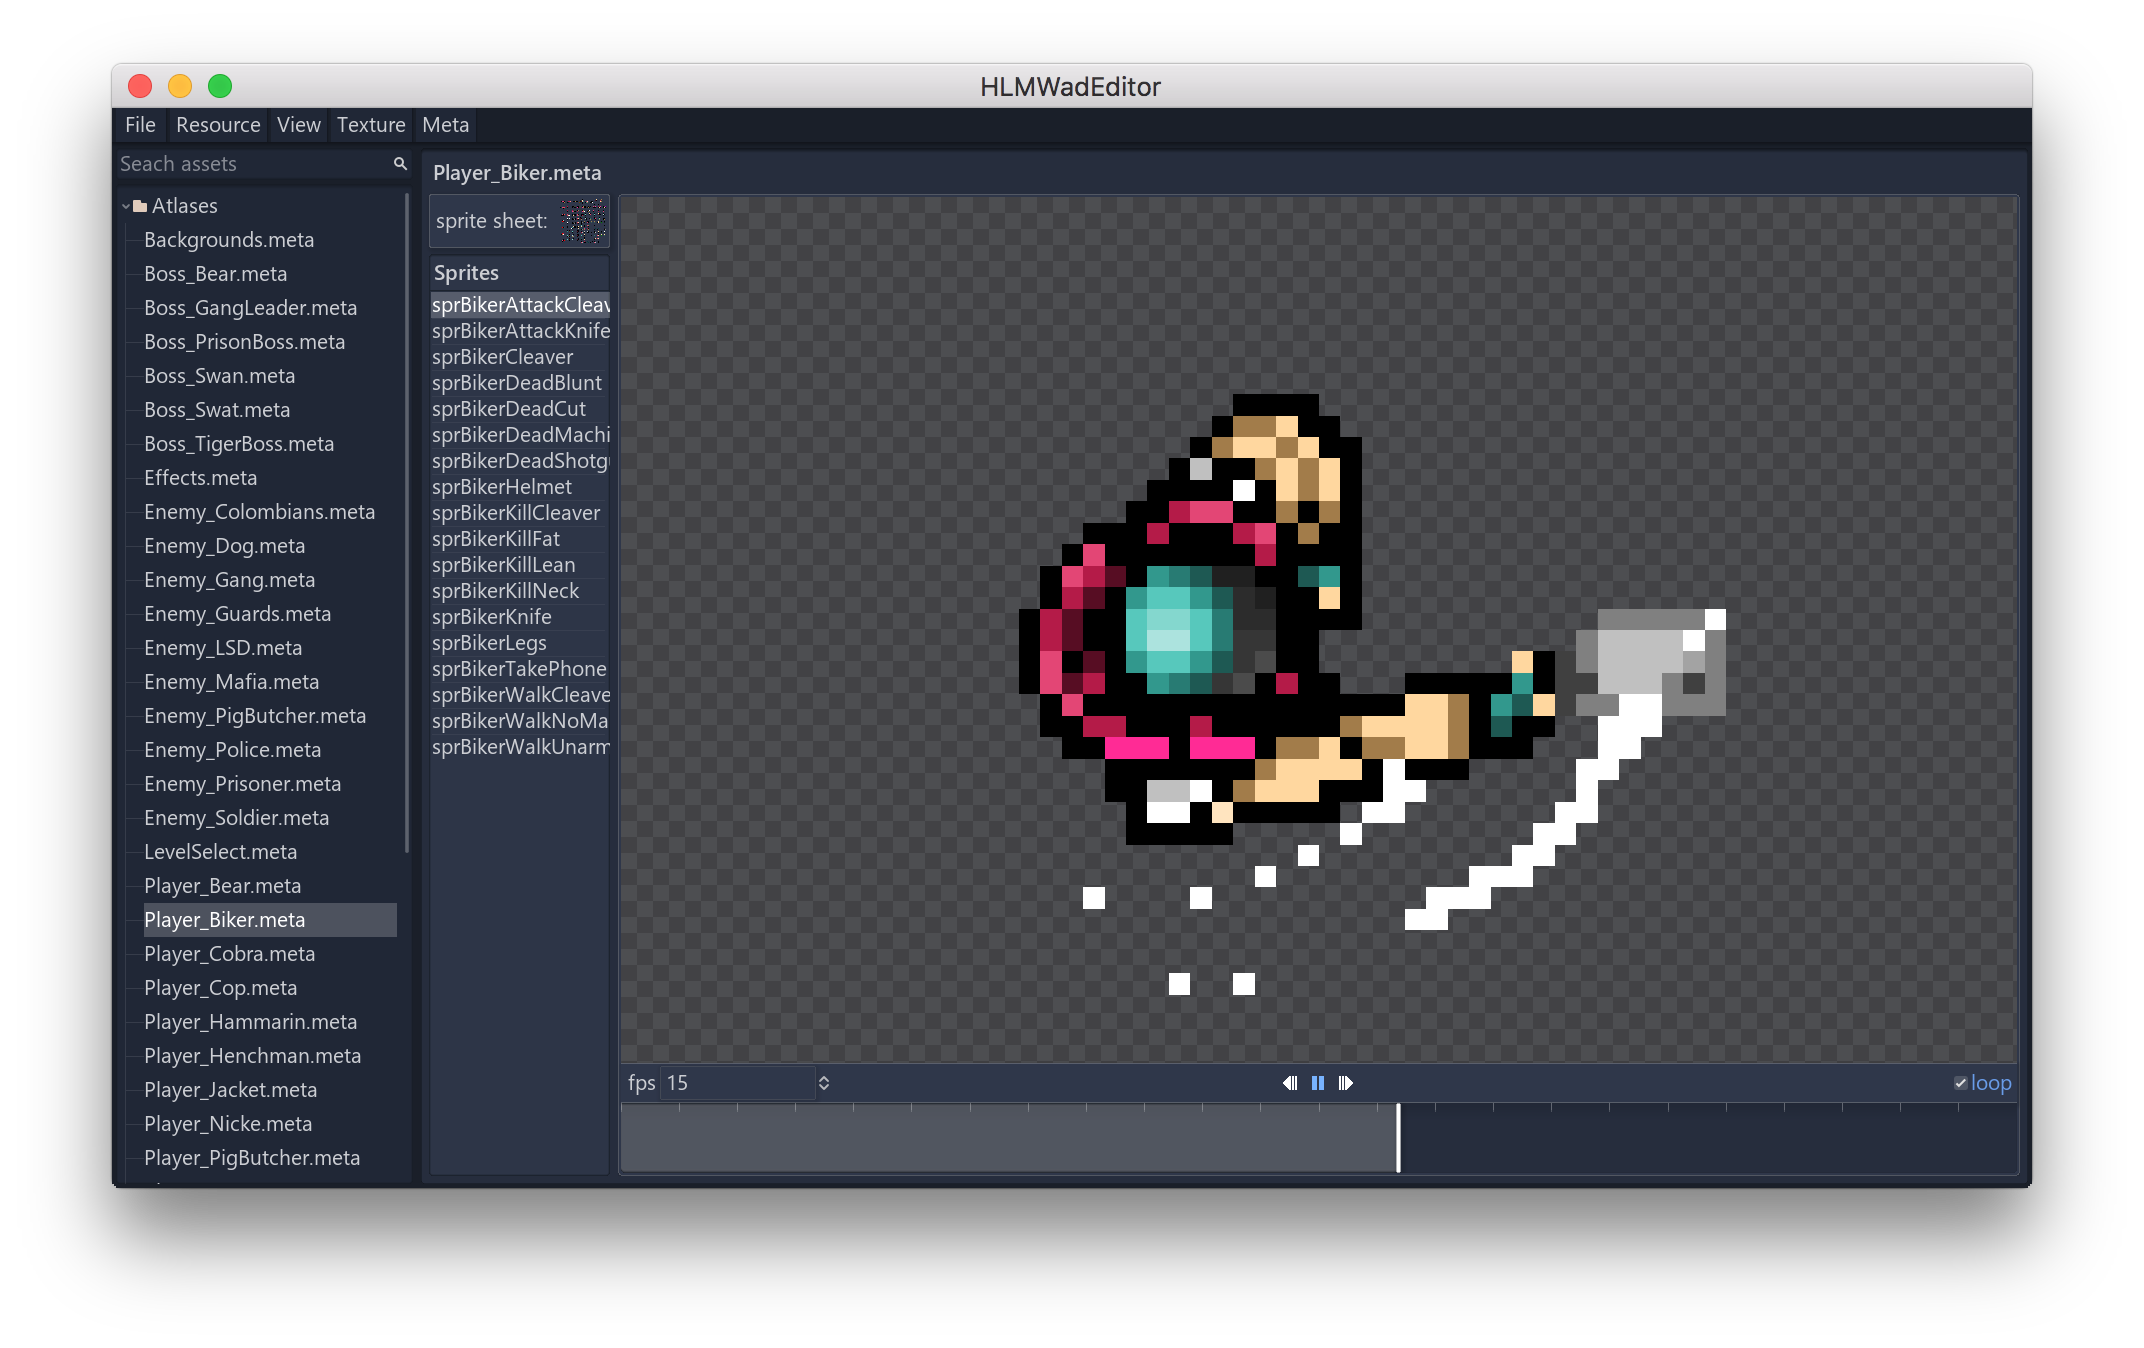 HLMWadEditor
File Resource View Texture Meta
Seach assets
Atlases
Backgrounds.meta
Boss_Bear.meta
Boss_GangLeader.meta
Boss_PrisonBoss.meta
Boss_Swan.meta
Boss_Swat.meta
Boss_TigerBoss.meta
Effects.meta
Enemy_Colombians.meta
Enemy_Dog.meta
Enemy_Gang.meta
Enemy_Guards.meta
Enemy_LSD.meta
Enemy_Mafia.meta
Enemy_PigButcher.meta
Enemy_Police.meta
Enemy_Prisoner.meta
Enemy_Soldier.meta
LevelSelect.meta
Player_Bear.meta
Player_Biker.meta
Player_Cobra.meta
Player_Cop.meta
Player_Hammarin.meta
Player_Henchman.meta
Player_Jacket.meta
Player_Nicke.meta
Player_PigButcher.meta
Player_Biker.meta
sprite sheet:
Sprites
sprBikerAttackCleav
sprBikerAttackKnife
sprBikerCleaver
sprBikerDeadBlunt
sprBikerDeadCut
sprBikerDeadMachi
sprBikerDeadShotg
sprBikerHelmet
sprBikerKillCleaver
sprBikerKillFat
sprBikerKillLean
sprBikerKillNeck
sprBikerKnife
sprBikerLegs
sprBikerTakePhone
sprBikerWalkCleave
sprBikerWalkNoMa
sprBikerWalkUnarm
fps 15
loop